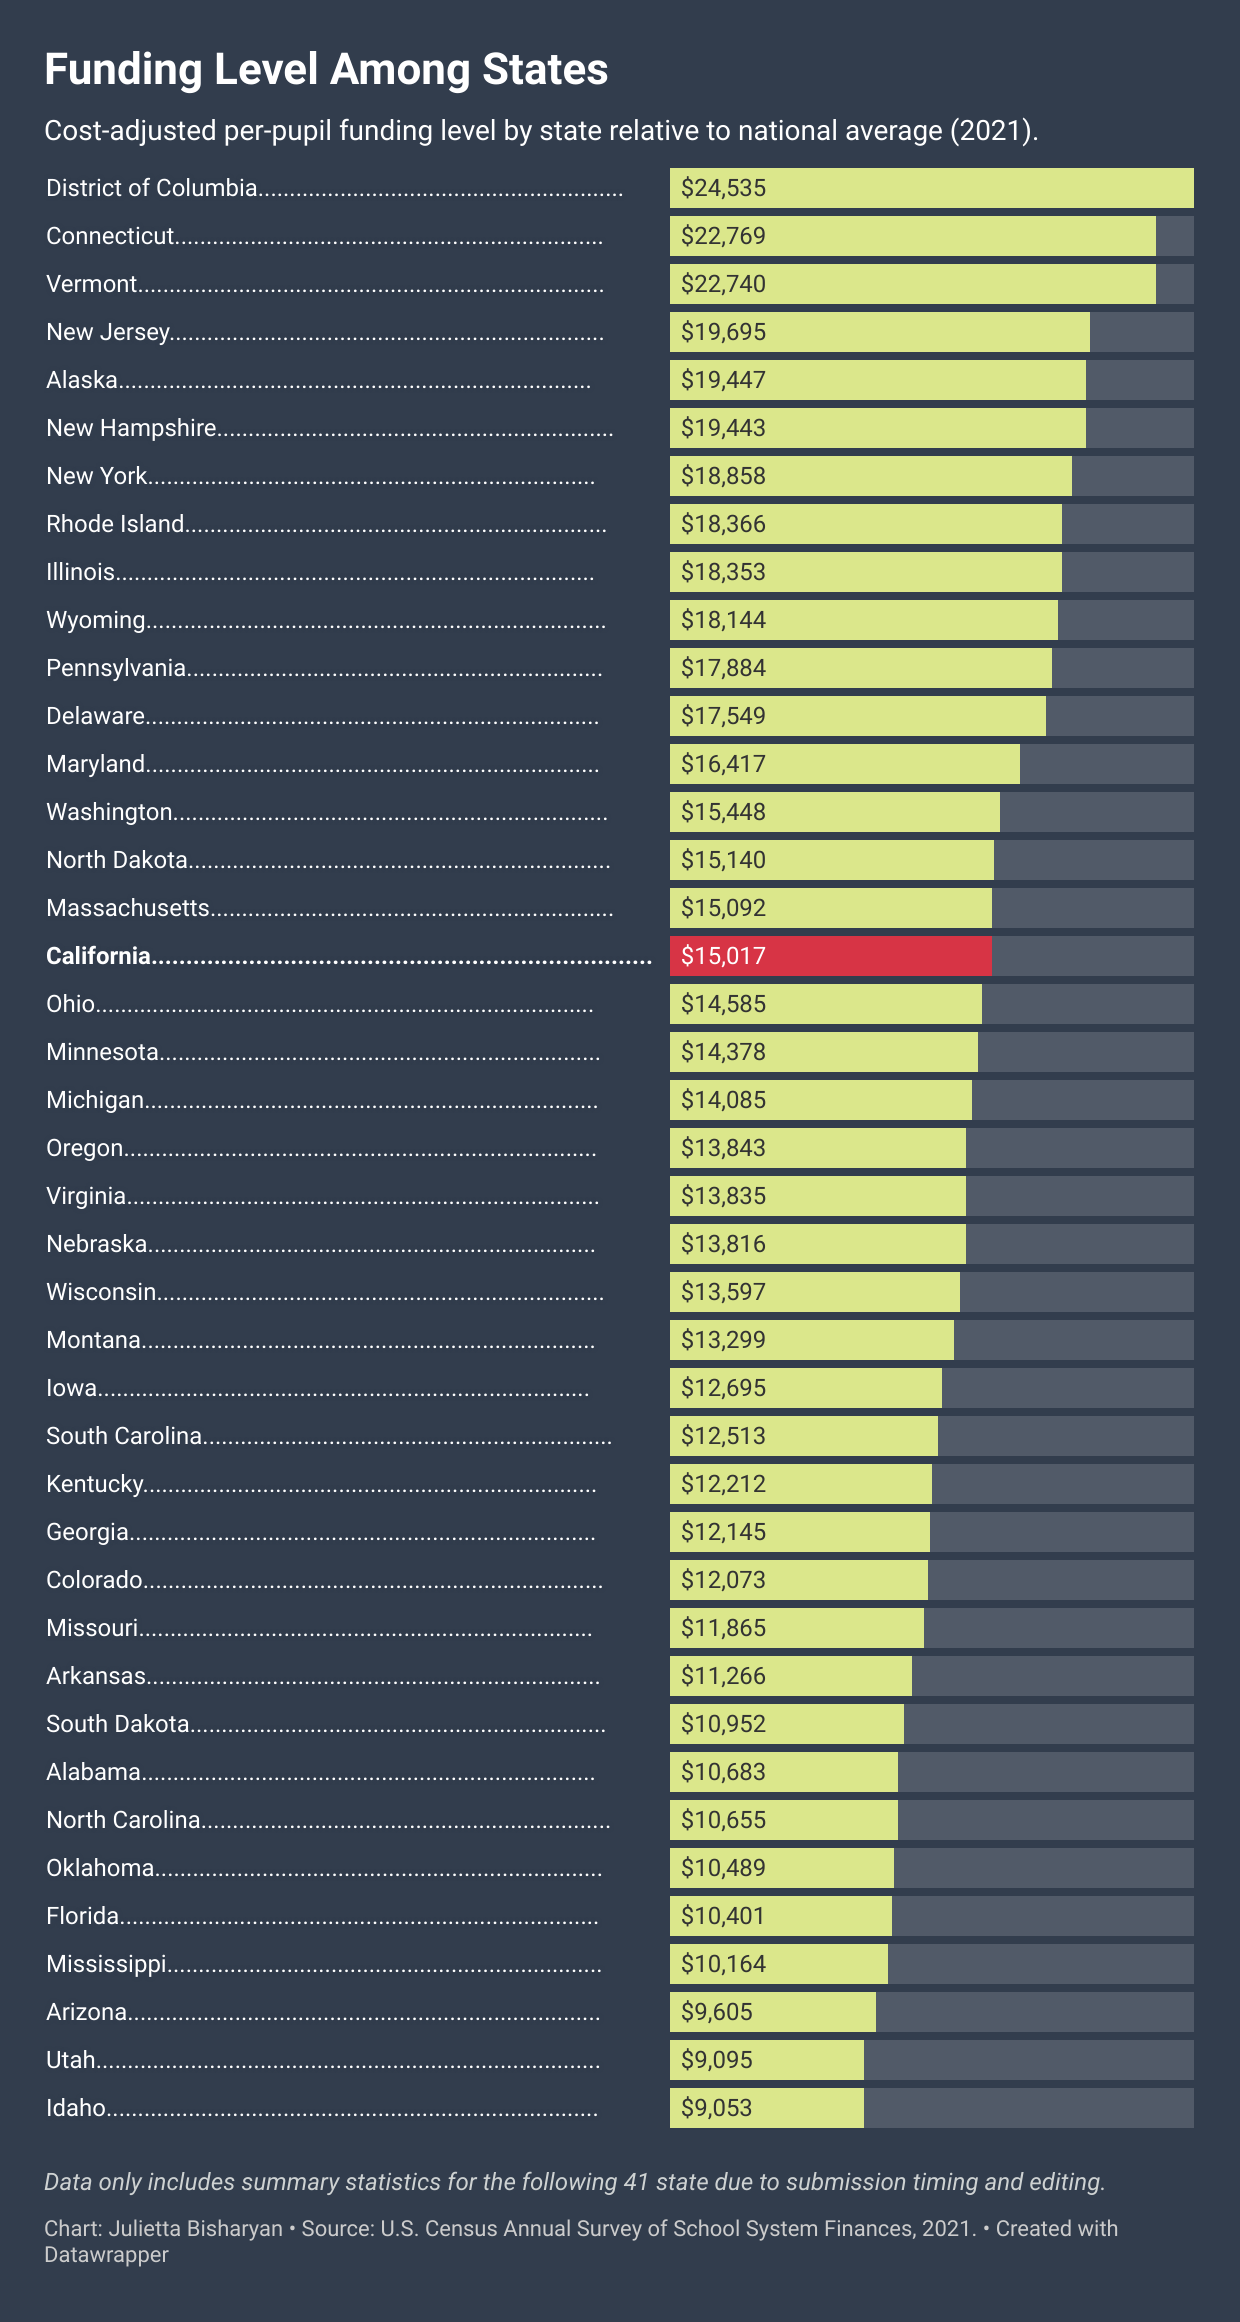 Funding Level Among States
Cost-adjusted per-pupil funding level by state relative to national average (2021).
District of Columbia.......................................................... $24,535
Connecticut.................................................................... $22,769
Vermont.......................................................................... $22,740
New Jersey..................................................................... $19,695
Alaska........................................................................... $19,447
New Hampshire............................................................... $19,443
New York....................................................................... $18,858
Rhode Island................................................................... $18,366
Illinois............................................................................ $18,353
Wyoming......................................................................... $18,144
Pennsylvania.................................................................. $17,884
Delaware........................................................................ $17,549
Maryland........................................................................ $16,417
Washington..................................................................... $15,448
North Dakota................................................................... $15,140
Massachusetts................................................................ $15,092
California........................................................................ $15,017
Ohio............................................................................... $14,585
Minnesota...................................................................... $14,378
Michigan........................................................................ $14,085
Oregon........................................................................... $13,843
Virginia........................................................................... $13,835
Nebraska....................................................................... $13,816
Wisconsin....................................................................... $13,597
Montana........................................................................ $13,299
Iowa.............................................................................. $12,695
South Carolina................................................................. $12,513
Kentucky........................................................................ $12,212
Georgia.......................................................................... $12,145
Colorado......................................................................... $12,073
Missouri........................................................................ $11,865
Arkansas........................................................................ $11,266
South Dakota.................................................................. $10,952
Alabama........................................................................ $10,683
North Carolina................................................................. $10,655
Oklahoma....................................................................... $10,489
Florida............................................................................ $10,401
Mississippi..................................................................... $10,164
Arizona........................................................................... $9,605
Utah................................................................................ $9,095
Idaho.............................................................................. $9,053
Data only includes summary statistics for the following 41 state due to submission timing and editing.
Chart: Julietta Bisharyan • Source: U.S. Census Annual Survey of School System Finances, 2021. • Created with
Datawrapper